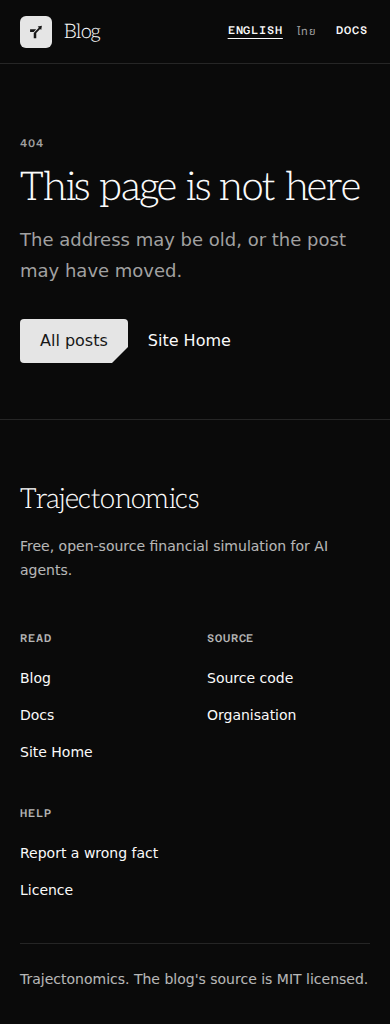 Blog
ENGLISH
ไทย
DOCS
404
This page is not here
The address may be old, or the post
may have moved.
All posts
Site Home
Trajectonomics
Free, open-source financial simulation for AI
agents.
READ
Blog
Docs
Site Home
SOURCE
Source code
Organisation
HELP
Report a wrong fact
Licence
Trajectonomics. The blog's source is MIT licensed.